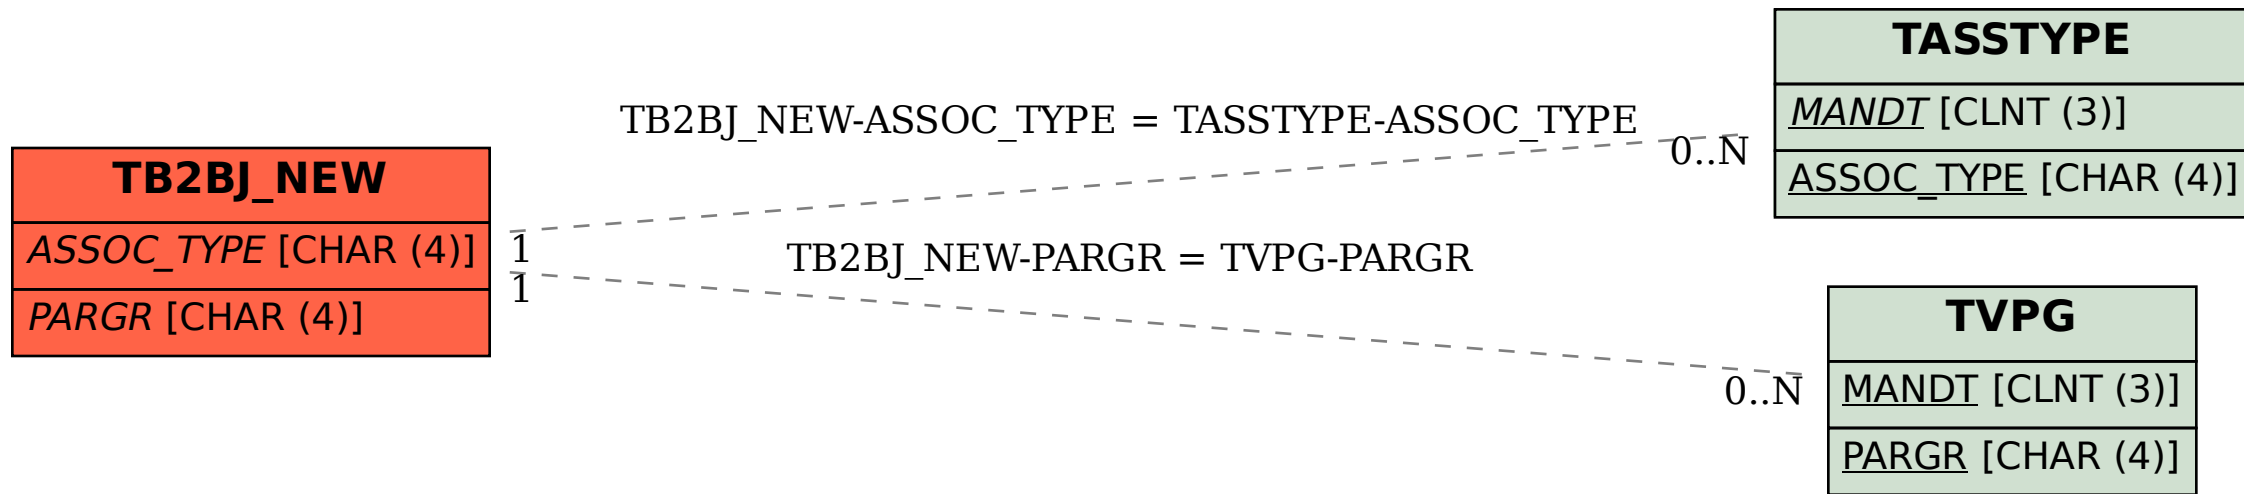 TASSTYPE
MANDT [CLNT (3)]
ASSOC_TYPE [CHAR (4)]
TB2BJ_NEW-ASSOC_TYPE = TASSTYPE-ASSOC_TYPE
0..N
TB2BJ_NEW
ASSOC_TYPE [CHAR (4)]
PARGR [CHAR (4)]
1
1
TB2BJ_NEW-PARGR = TVPG-PARGR
0..N
TVPG
MANDT [CLNT (3)]
PARGR [CHAR (4)]